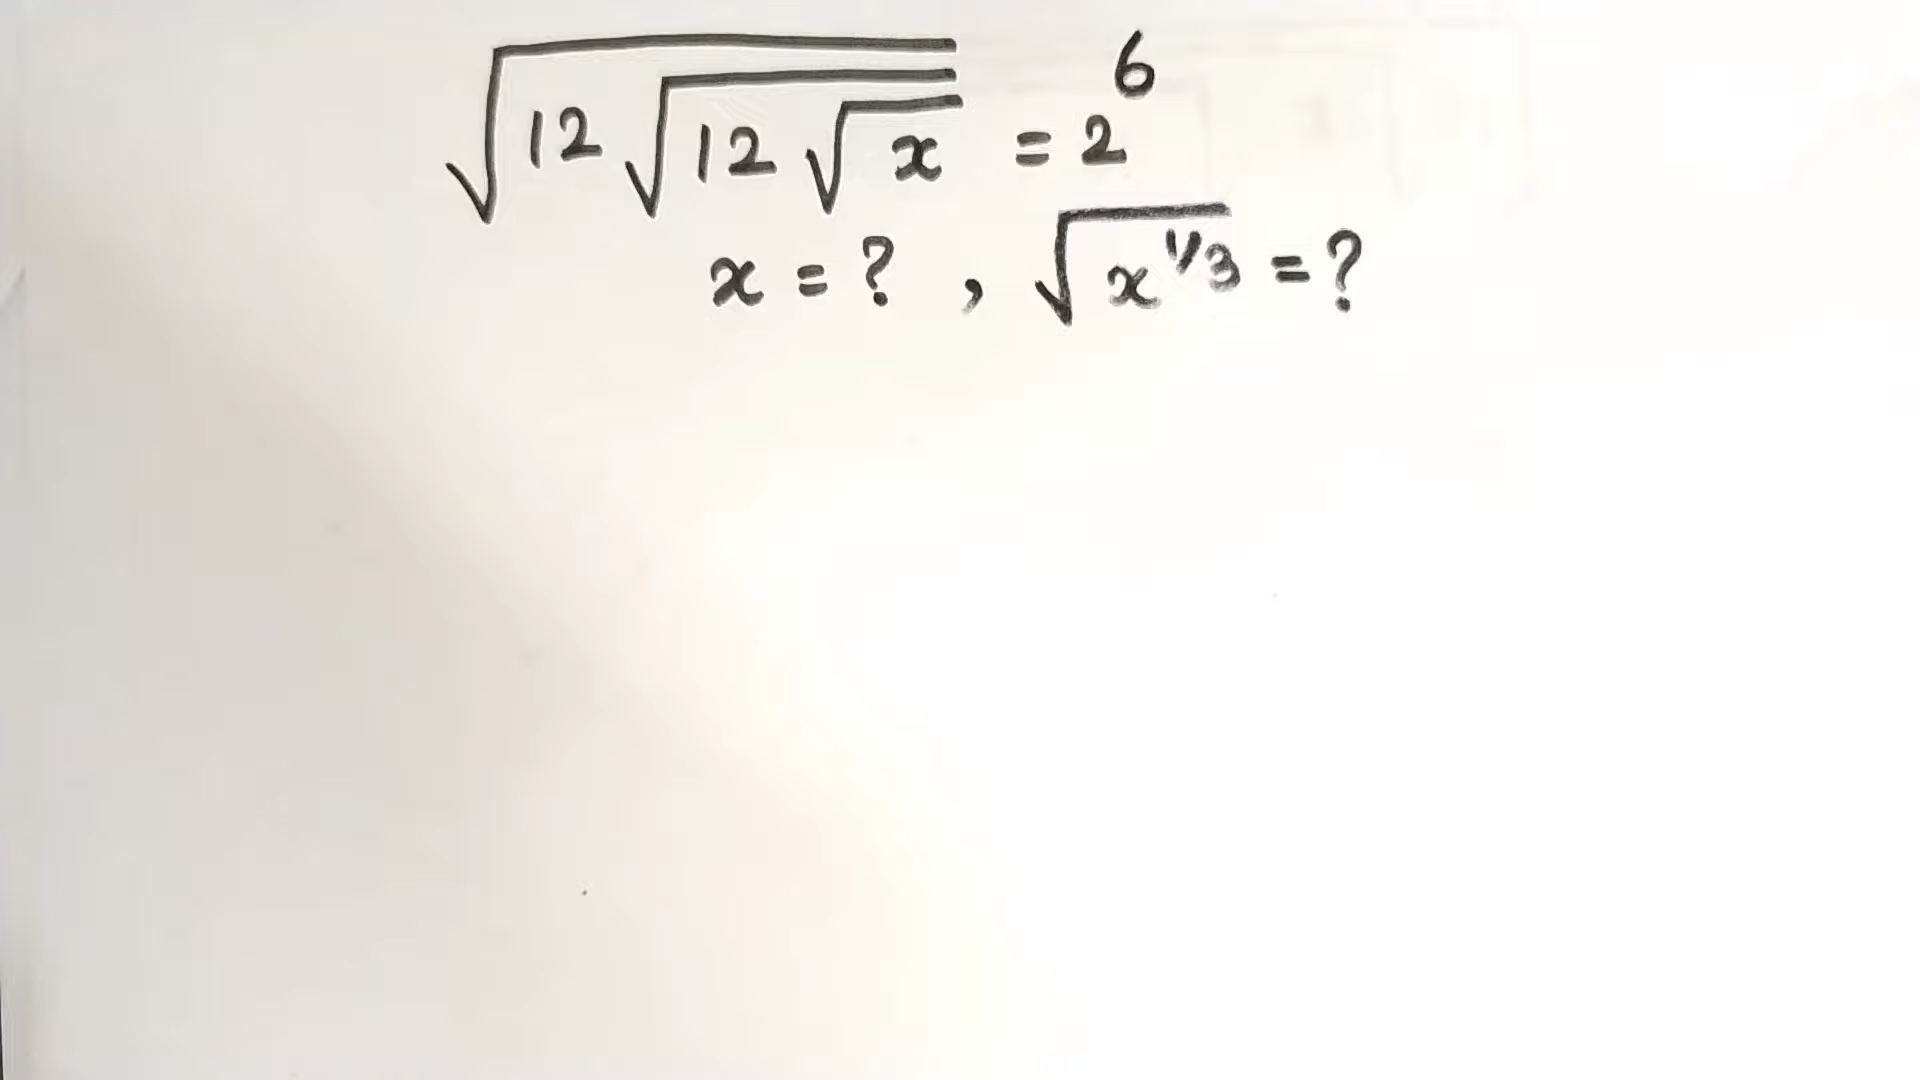 √(12√(12√x)) = 2⁶
x = ? , √(x^(1/3)) = ?